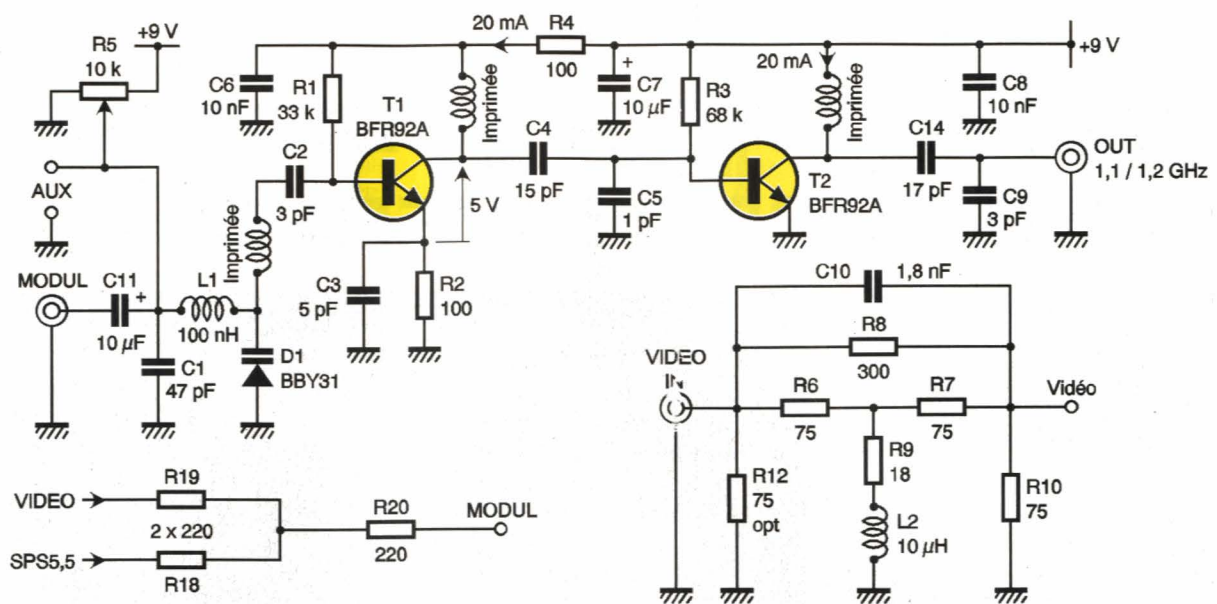 +9 V
R5
10 k
AUX
MODUL
C11
+
10 µF
C1
47 pF
L1
100 nH
D1
BBY31
Imprimée
C2
3 pF
C6
10 nF
R1
33 k
T1
BFR92A
C3
5 pF
R2
100
5 V
Imprimée
20 mA
R4
100
C4
15 pF
C5
1 pF
+
C7
10 µF
R3
68 k
T2
BFR92A
20 mA
Imprimée
C14
17 pF
C8
10 nF
C9
3 pF
+9 V
OUT
1,1 / 1,2 GHz
VIDEO
R19
2 x 220
SPS5,5
R18
R20
220
MODUL
VIDEO
IN
C10
1,8 nF
R8
300
R6
75
R7
75
Vidéo
R9
18
L2
10 µH
R12
75
opt
R10
75